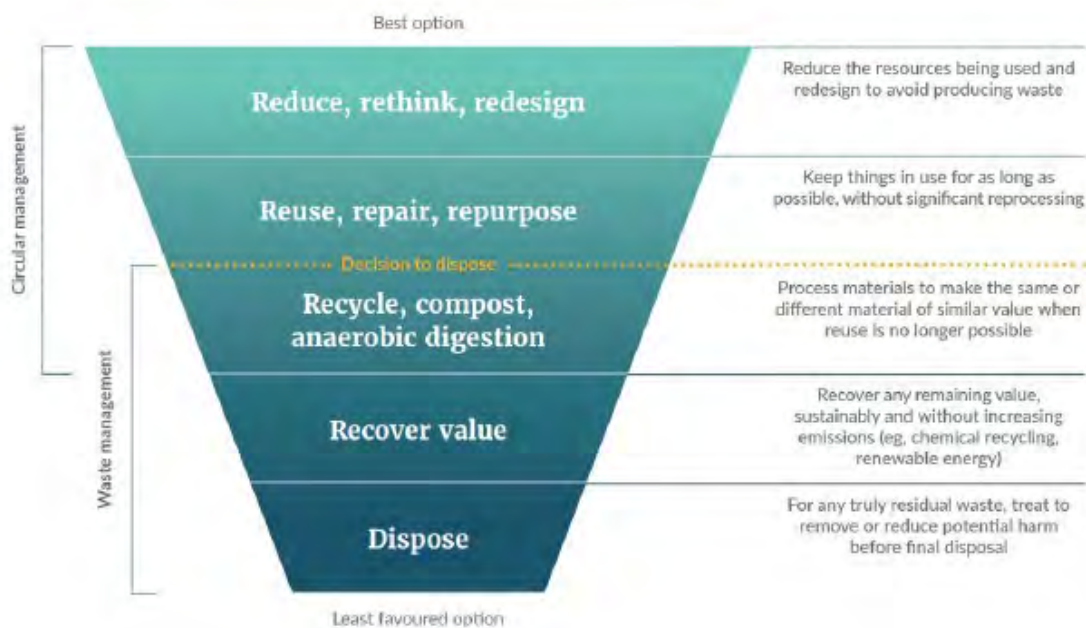 Best option
Circular management
Waste management
Reduce, rethink, redesign
Reduce the resources being used and
redesign to avoid producing waste
Reuse, repair, repurpose
Keep things in use for as long as
possible, without significant reprocessing
Decision to dispose
Recycle, compost,
anaerobic digestion
Process materials to make the same or
different material of similar value when
reuse is no longer possible
Recover value
Recover any remaining value,
sustainably and without increasing
emissions (eg, chemical recycling,
renewable energy)
Dispose
For any truly residual waste, treat to
remove or reduce potential harm
before final disposal
Least favoured option